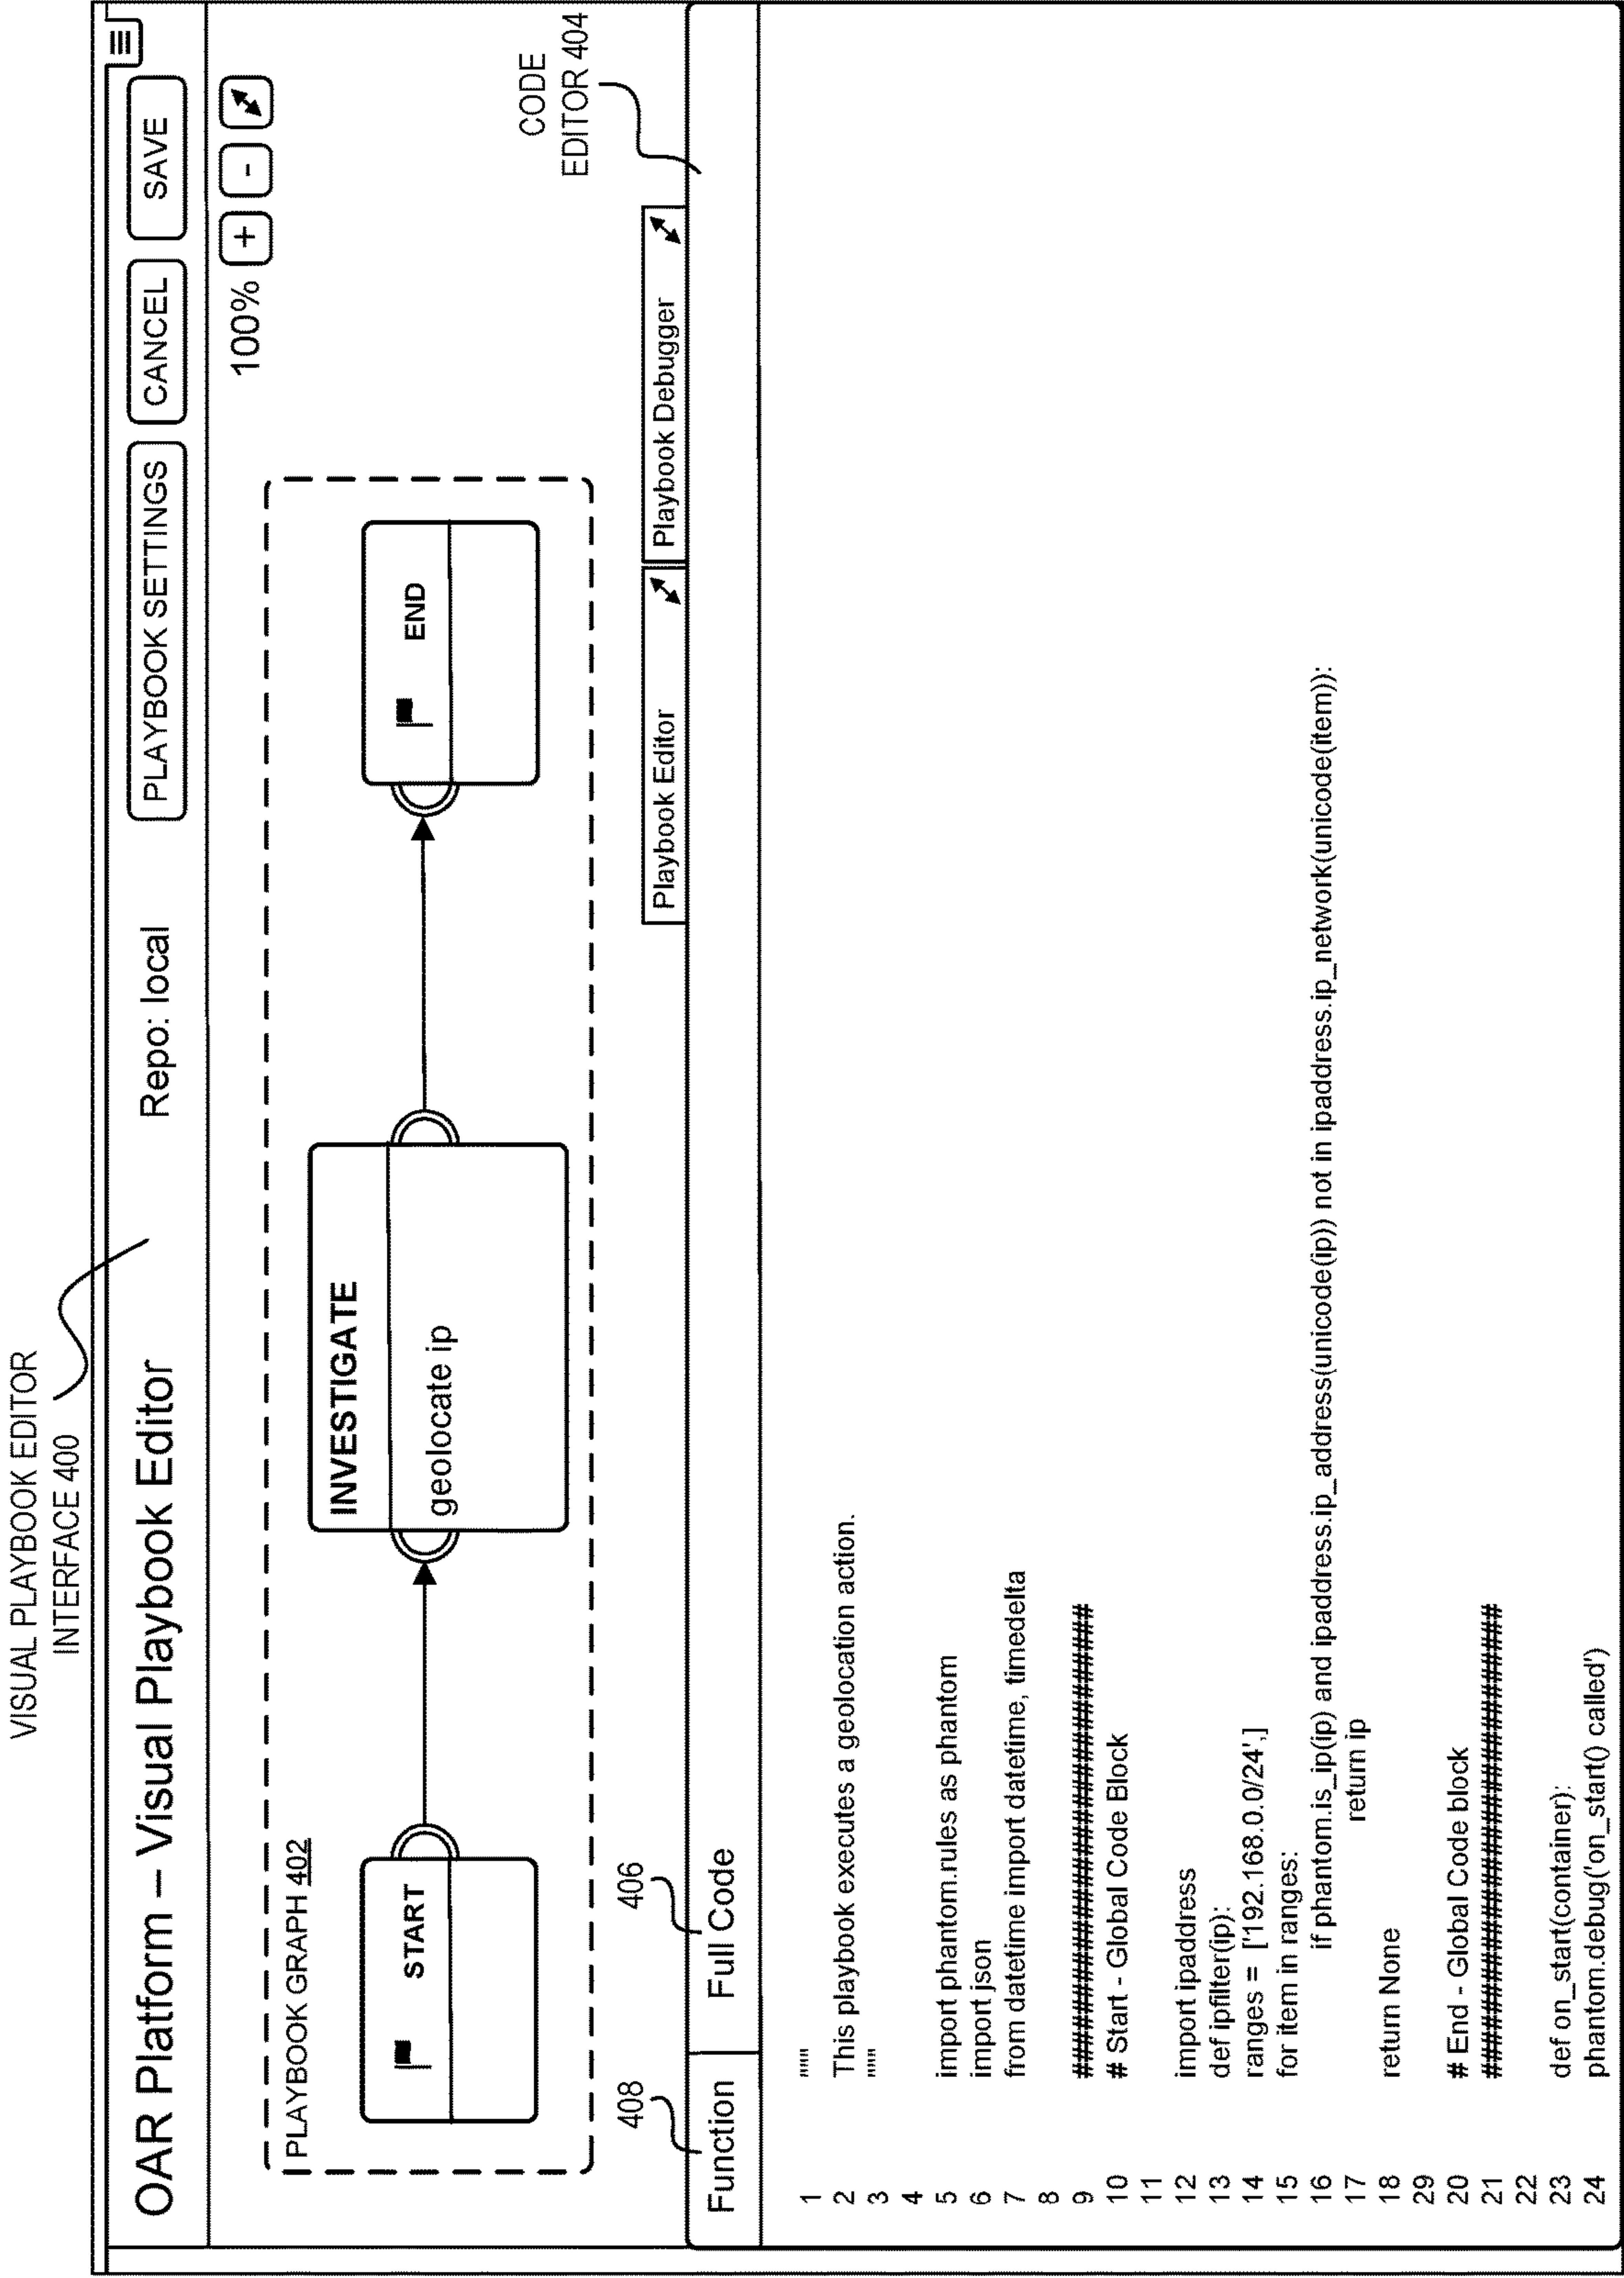 VISUAL PLAYBOOK EDITOR
INTERFACE 400
OAR Platform – Visual Playbook Editor
Repo: local
PLAYBOOK SETTINGS
CANCEL
SAVE
100%
+
-
PLAYBOOK GRAPH 402
START
INVESTIGATE
geolocate ip
END
CODE
EDITOR 404
408
406
Playbook Editor
Playbook Debugger
Function
Full Code
1 """
2 This playbook executes a geolocation action.
3 """
4
5 import phantom.rules as phantom
6 import json
7 from datetime import datetime, timedelta
8
9 ##############################
10 # Start - Global Code Block
11
12 import ipaddress
13 def ipfilter(ip):
14 ranges = ['192.168.0.0/24',]
15 for item in ranges:
16 if phantom.is_ip(ip) and ipaddress.ip_address(unicode(ip)) not in ipaddress.ip_network(unicode(item)):
17 return ip
18 return None
29
20 # End - Global Code block
21 ##############################
22
23 def on_start(container):
24 phantom.debug('on_start() called')